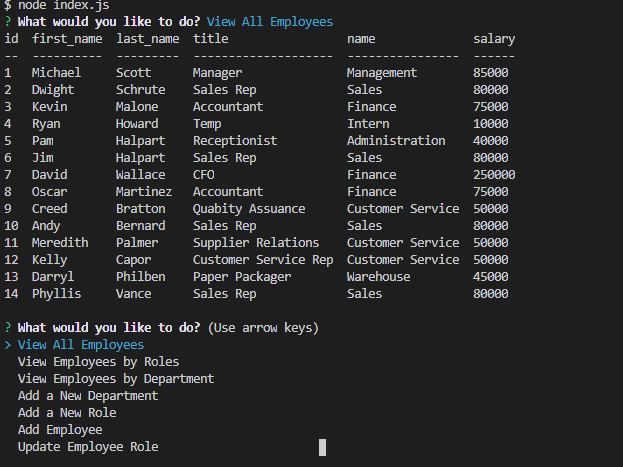 $ node index.js
? What would you like to do? View All Employees
id  first_name  last_name  title                 name              salary
--  ----------  ---------  --------------------  ----------------  ------
1   Michael     Scott      Manager               Management        85000
2   Dwight      Schrute    Sales Rep             Sales             80000
3   Kevin       Malone     Accountant            Finance           75000
4   Ryan        Howard     Temp                  Intern            10000
5   Pam         Halpart    Receptionist          Administration    40000
6   Jim         Halpart    Sales Rep             Sales             80000
7   David       Wallace    CFO                   Finance           250000
8   Oscar       Martinez   Accountant            Finance           75000
9   Creed       Bratton    Quabity Assuance      Customer Service  50000
10  Andy        Bernard    Sales Rep             Sales             80000
11  Meredith    Palmer     Supplier Relations    Customer Service  50000
12  Kelly       Capor      Customer Service Rep  Customer Service  50000
13  Darryl      Philben    Paper Packager        Warehouse         45000
14  Phyllis     Vance      Sales Rep             Sales             80000
? What would you like to do? (Use arrow keys)
> View All Employees
View Employees by Roles
View Employees by Department
Add a New Department
Add a New Role
Add Employee
Update Employee Role